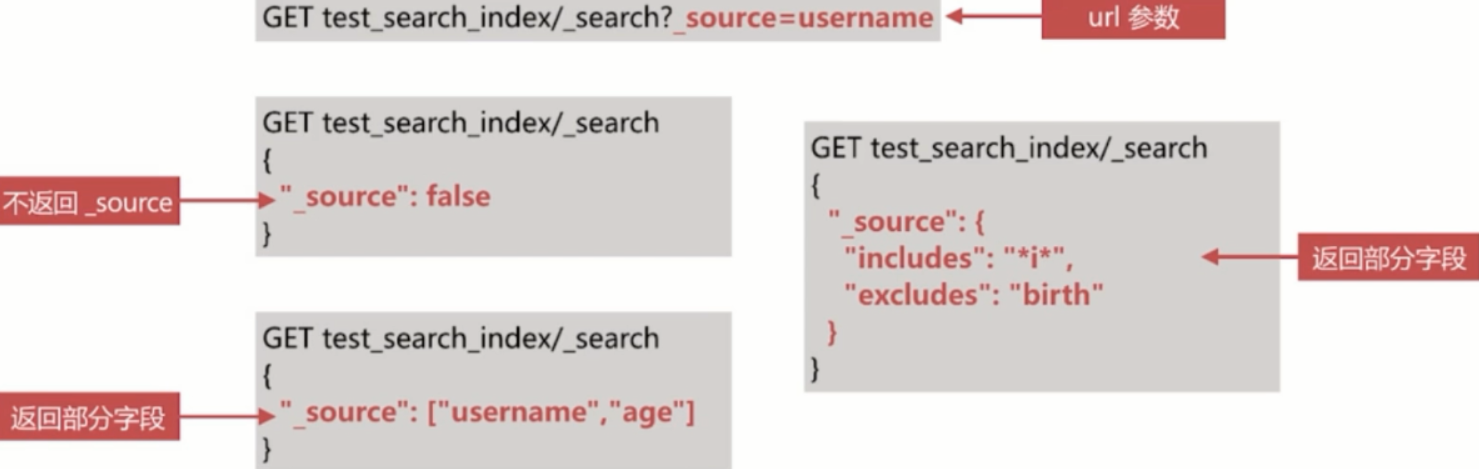 GET test_search_index/_search?_source=username
url 参数
GET test_search_index/_search
{
"_source": false
}
不返回 _source
GET test_search_index/_search
{
"_source": ["username","age"]
}
返回部分字段
GET test_search_index/_search
{
"_source": {
"includes": "*i*",
"excludes": "birth"
}
}
返回部分字段